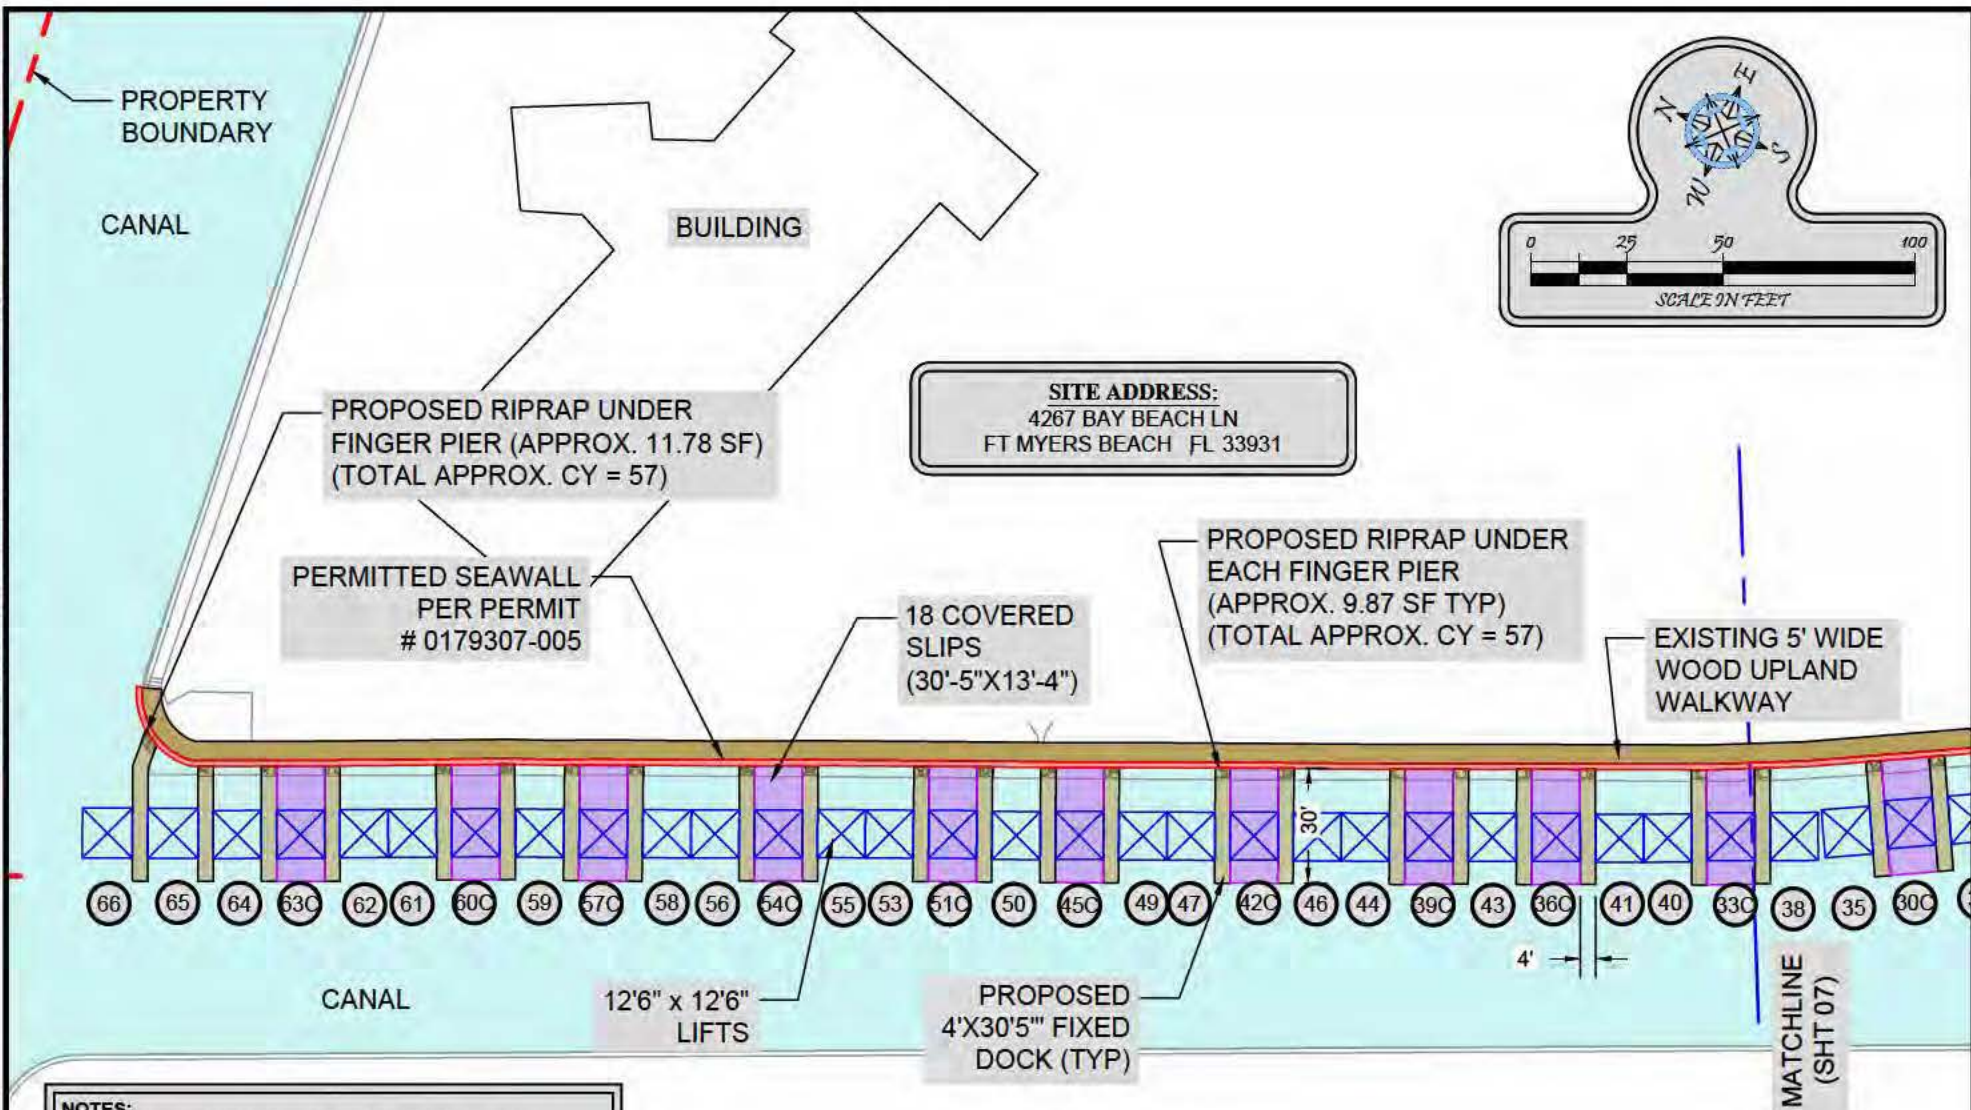 PROPERTY
BOUNDARY
CANAL
BUILDING
N
E
S
W
0 25 50 100
SCALE IN FEET
SITE ADDRESS:
4267 BAY BEACH LN
FT MYERS BEACH FL 33931
PROPOSED RIPRAP UNDER
FINGER PIER (APPROX. 11.78 SF)
(TOTAL APPROX. CY = 57)
PERMITTED SEAWALL
PER PERMIT
# 0179307-005
18 COVERED
SLIPS
(30'-5"X13'-4")
PROPOSED RIPRAP UNDER
EACH FINGER PIER
(APPROX. 9.87 SF TYP)
(TOTAL APPROX. CY = 57)
EXISTING 5' WIDE
WOOD UPLAND
WALKWAY
30'
66 65 64 63C 62 61 60C 59 57C 58 56 54C 55 53 51C 50 45C 49 47 42C 46 44 39C 43 36C 41 40 33C 38 35 30C
4'
CANAL
12'6" x 12'6"
LIFTS
PROPOSED
4'X30'5'" FIXED
DOCK (TYP)
MATCHLINE
(SHT 07)
NOTES: